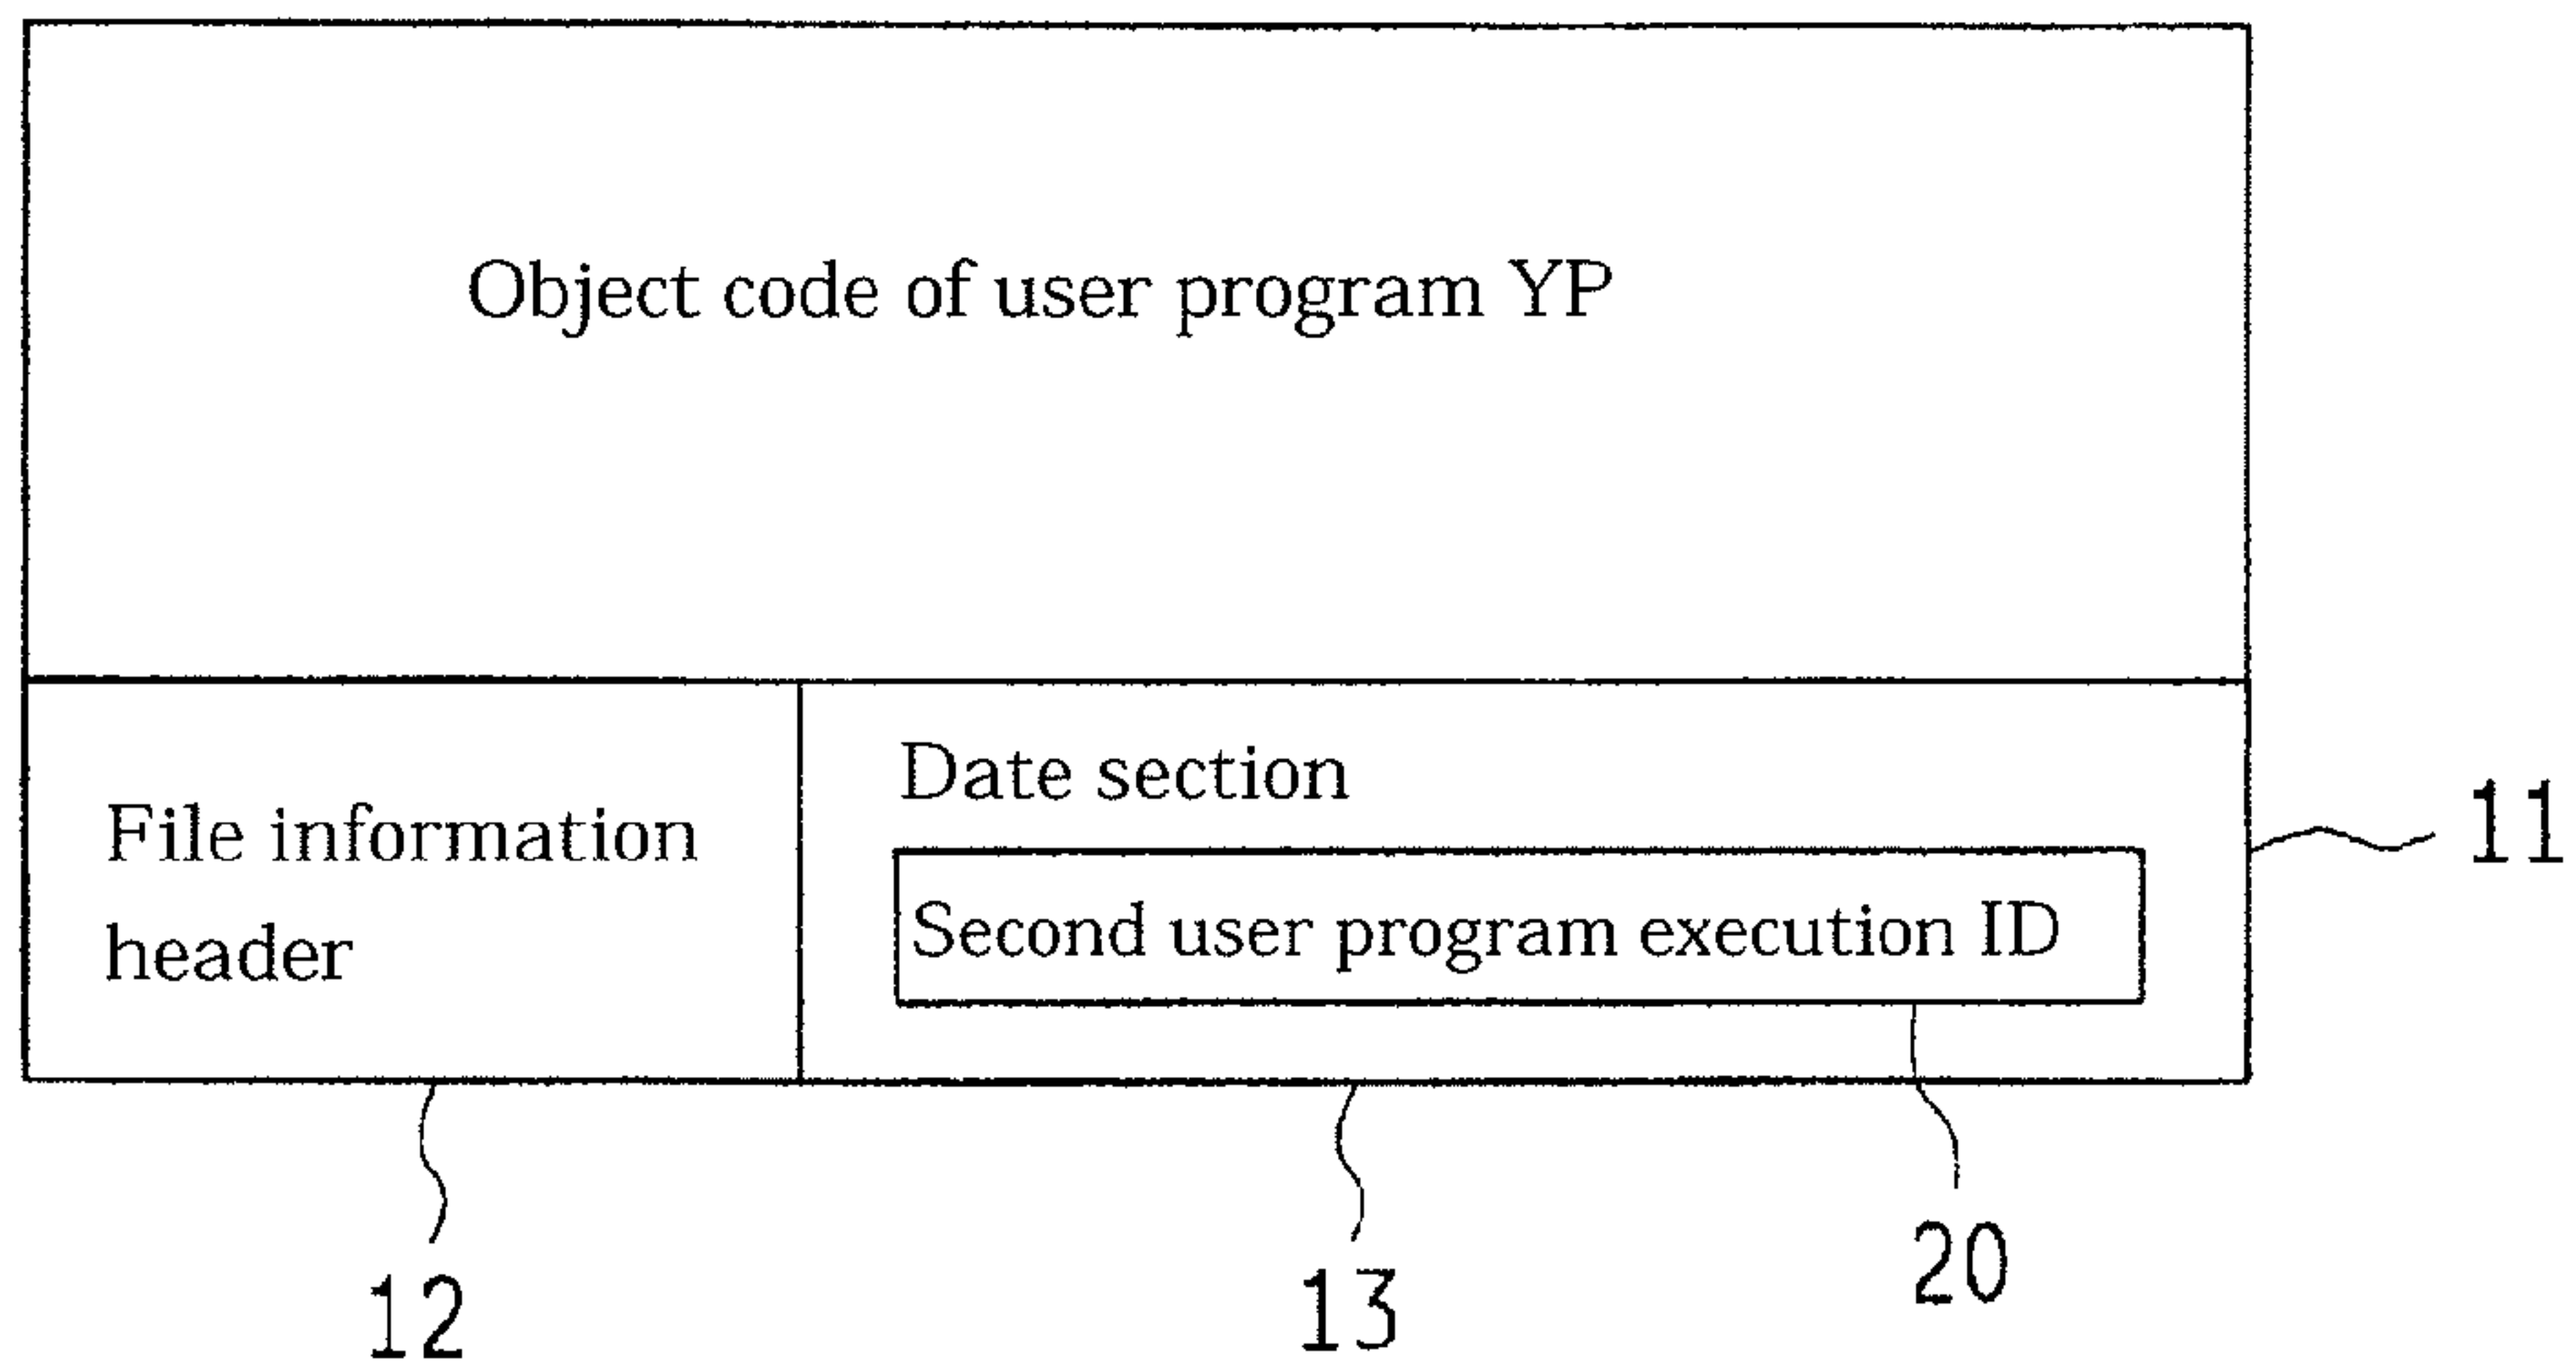 Object code of user program YP
File information
header
Date section
Second user program execution ID
11
12
13
20